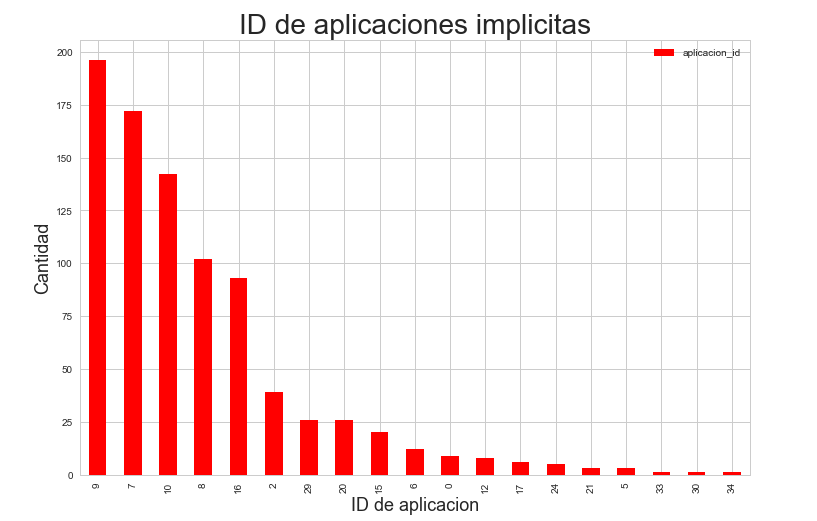 ID de aplicaciones implicitas
aplicacion_id
200
175
150
125
100
75
50
25
0
Cantidad
9 7 10 8 16 2 29 20 15 6 0 12 17 24 21 5 33 30 34
ID de aplicacion